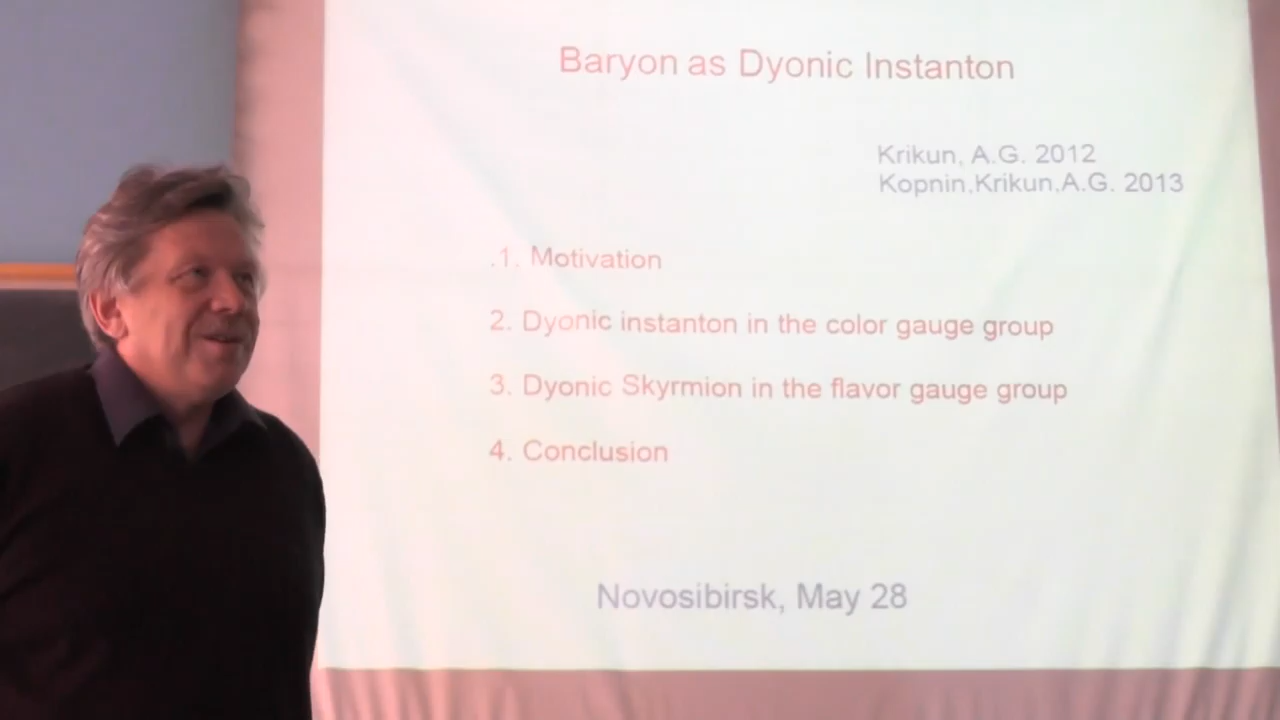 Baryon as Dyonic Instanton
Krikun, A.G. 2012
Kopnin,Krikun,A.G. 2013
.1. Motivation
2. Dyonic instanton in the color gauge group
3. Dyonic Skyrmion in the flavor gauge group
4. Conclusion
Novosibirsk, May 28